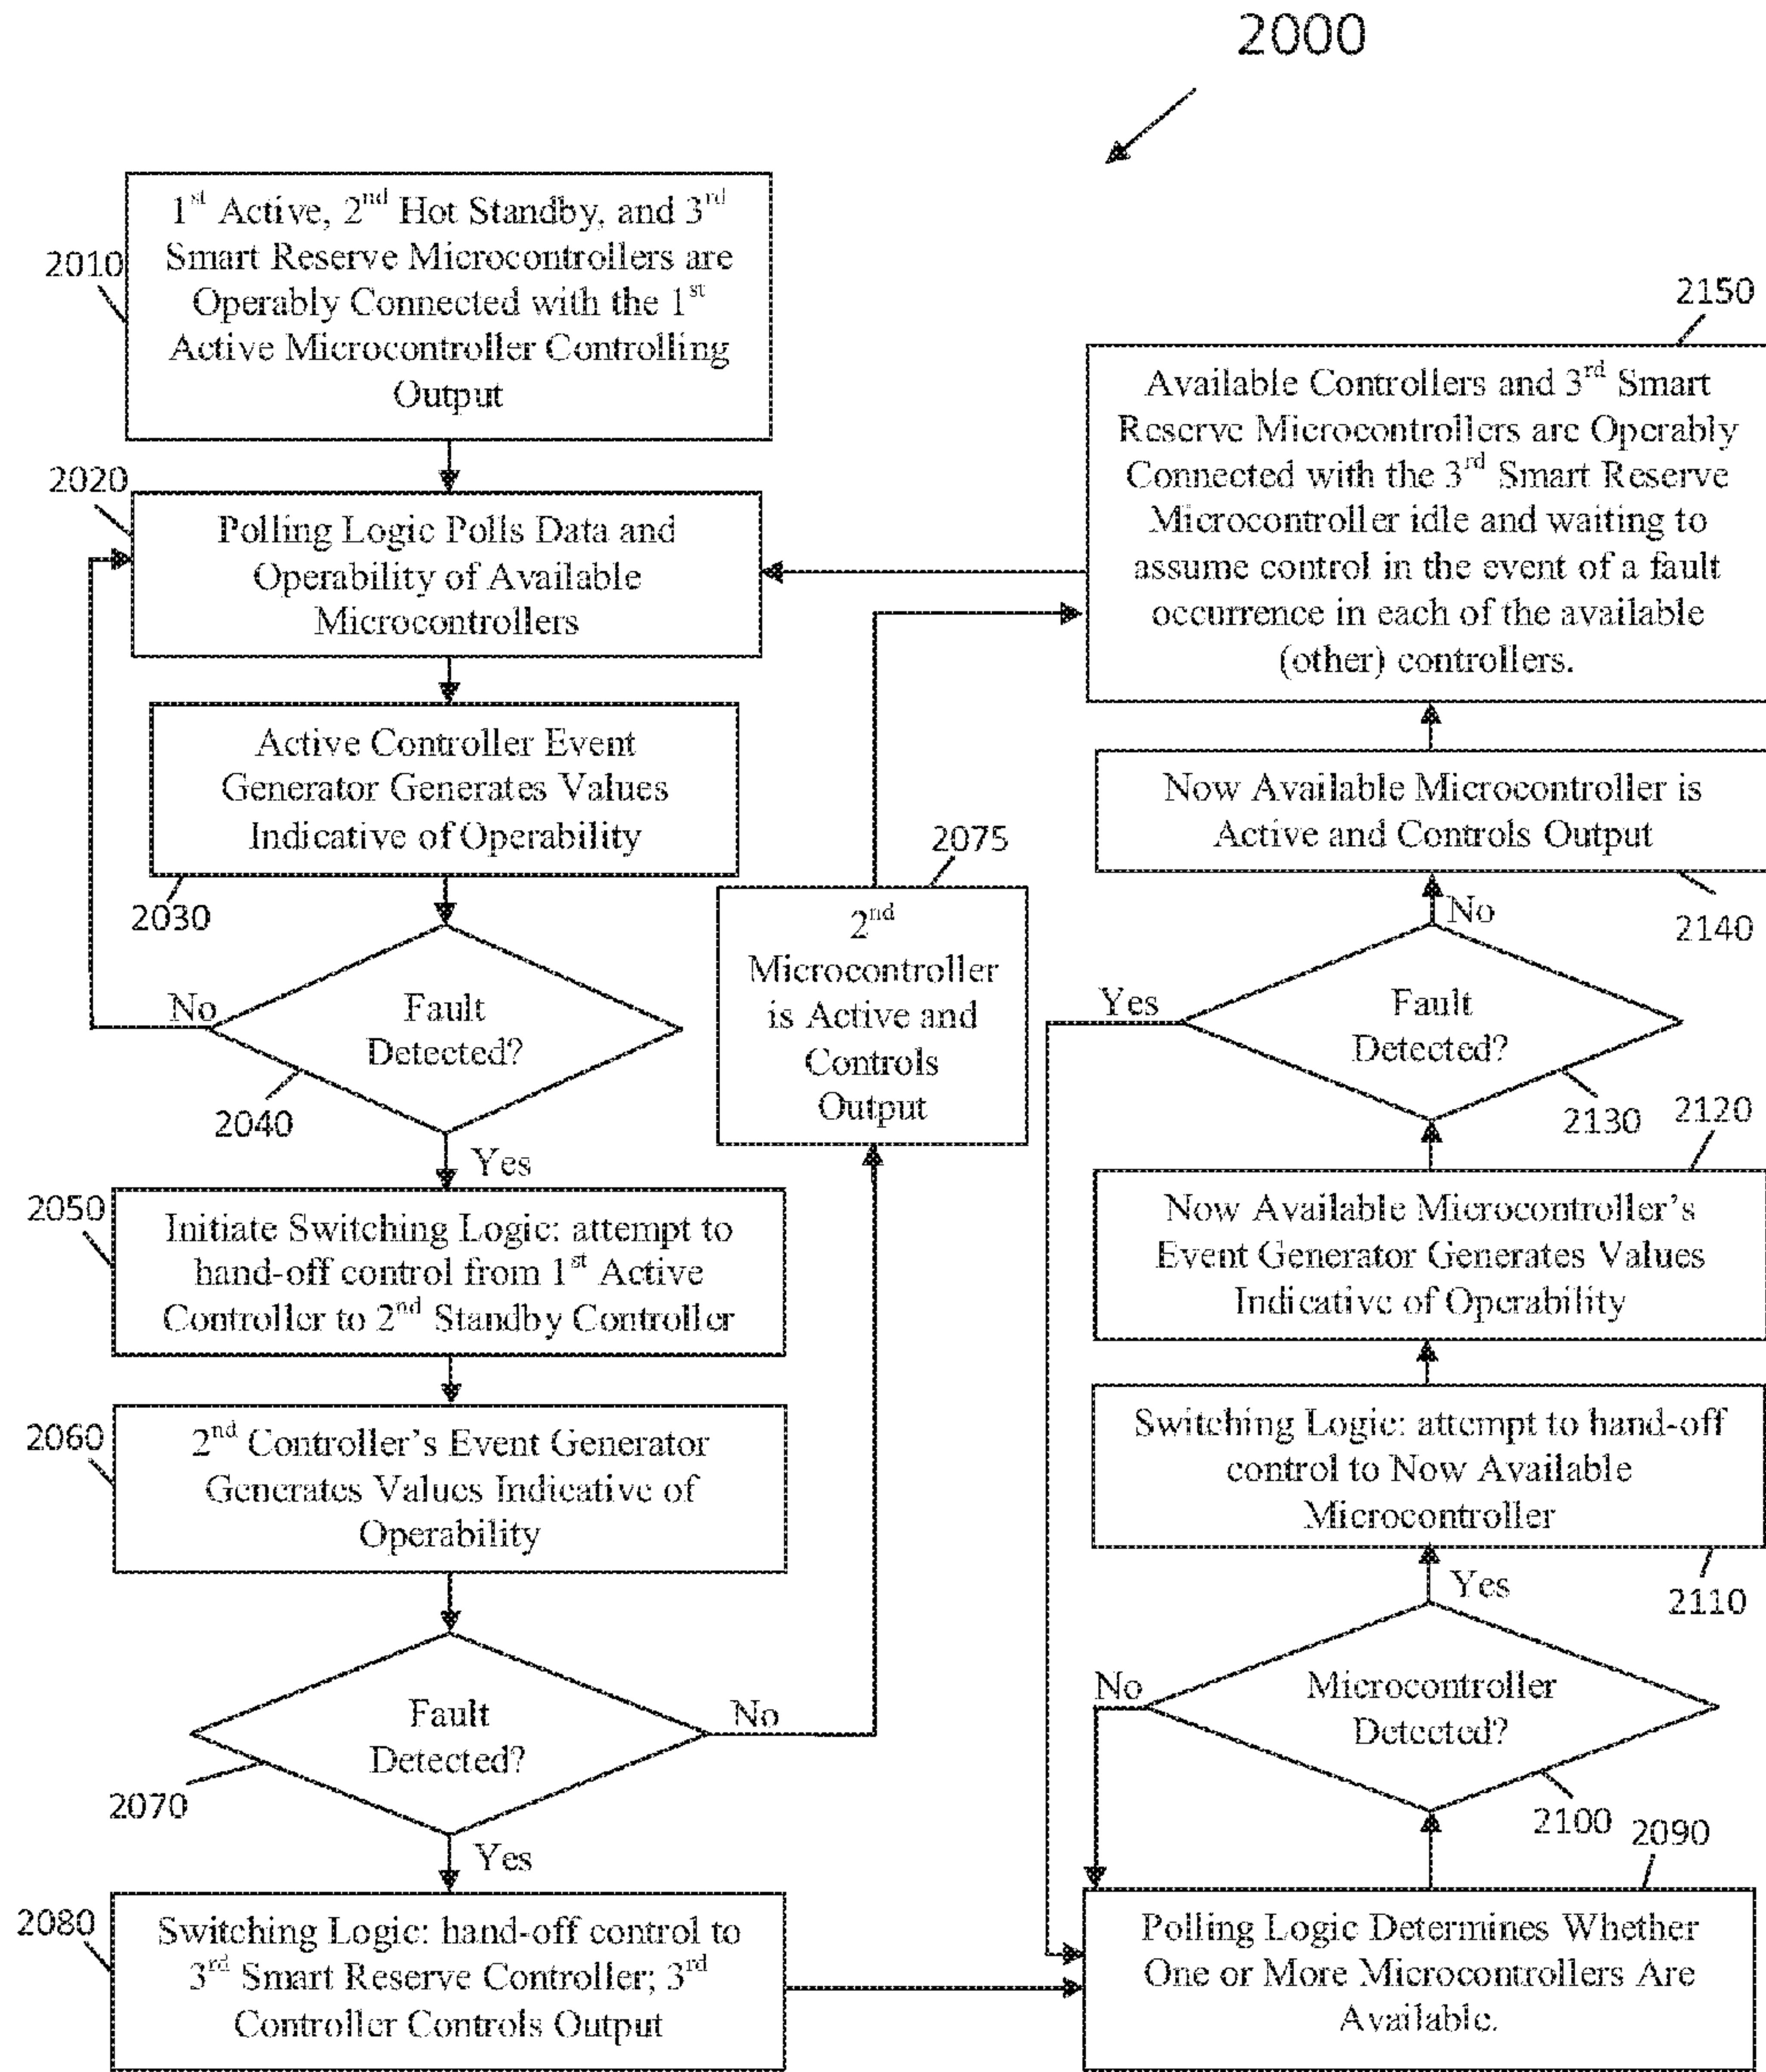 2000
1st Active, 2nd Hot Standby, and 3rd
Smart Reserve Microcontrollers are
Operably Connected with the 1st
Active Microcontroller Controlling
Output
2010
2020
Polling Logic Polls Data and
Operability of Available
Microcontrollers
Active Controller Event
Generator Generates Values
Indicative of Operability
2030
No
Fault
Detected?
2040
Yes
2050
Initiate Switching Logic: attempt to
hand-off control from 1st Active
Controller to 2nd Standby Controller
2060
2nd Controller's Event Generator
Generates Values Indicative of
Operability
Fault
Detected?
No
2070
Yes
2075
2nd
Microcontroller
is Active and
Controls
Output
2080
Switching Logic: hand-off control to
3rd Smart Reserve Controller; 3rd
Controller Controls Output
2090
Polling Logic Determines Whether
One or More Microcontrollers Are
Available.
Microcontroller
Detected?
No
2100
Yes
2110
Switching Logic: attempt to hand-off
control to Now Available
Microcontroller
2120
Now Available Microcontroller's
Event Generator Generates Values
Indicative of Operability
2130
Fault
Detected?
Yes
No
2140
Now Available Microcontroller is
Active and Controls Output
2150
Available Controllers and 3rd Smart
Reserve Microcontrollers are Operably
Connected with the 3rd Smart Reserve
Microcontroller idle and waiting to
assume control in the event of a fault
occurrence in each of the available
(other) controllers.